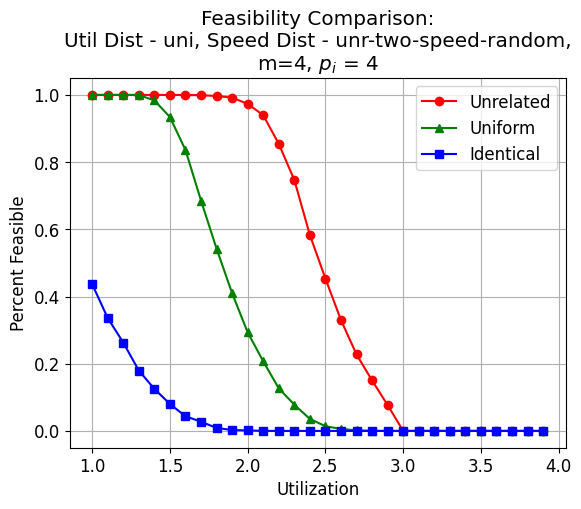 Feasibility Comparison:
Util Dist - uni, Speed Dist - unr-two-speed-random,
m=4, $p_i$ = 4
1.0
0.8
0.6
0.4
0.2
0.0
Percent Feasible
Unrelated
Uniform
Identical
1.0 1.5 2.0 2.5 3.0 3.5 4.0
Utilization